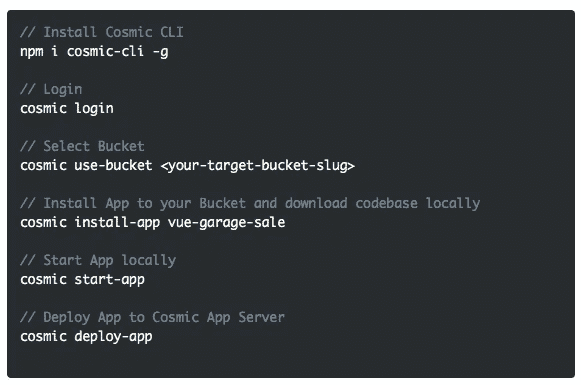 // Install Cosmic CLI
npm i cosmic-cli -g
// Login
cosmic login
// Select Bucket
cosmic use-bucket <your-target-bucket-slug>
// Install App to your Bucket and download codebase locally
cosmic install-app vue-garage-sale
// Start App locally
cosmic start-app
// Deploy App to Cosmic App Server
cosmic deploy-app